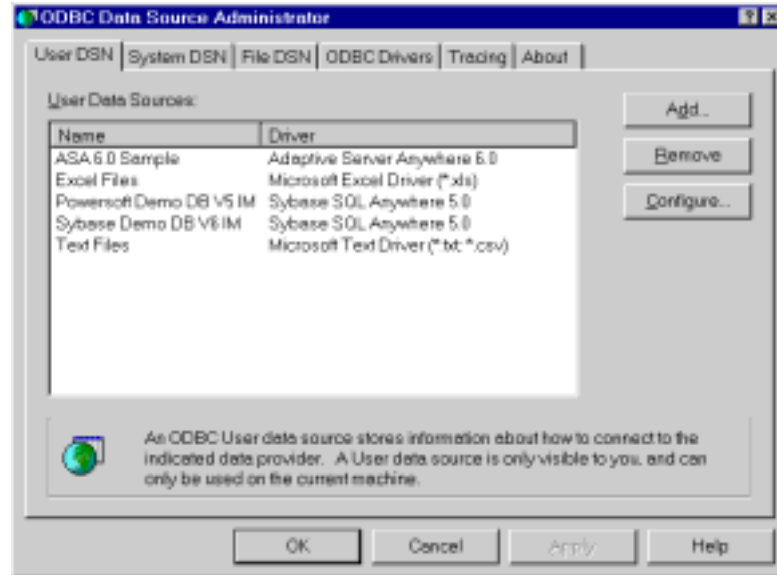 ODBC Data Source Administrator
User DSN System DSN File DSN ODBC Drivers Tracing About
User Data Sources:
Name Driver
ASA 6.0 Sample Adaptive Server Anywhere 6.0
Excel Files Microsoft Excel Driver (*.xls)
Powersoft Demo DB V5 IM Sybase SQL Anywhere 5.0
Sybase Demo DB V6 IM Sybase SQL Anywhere 5.0
Text Files Microsoft Text Driver (*.txt; *.csv)
Add...
Remove
Configure...
An ODBC User data source stores information about how to connect to the
indicated data provider. A User data source is only visible to you, and can
only be used on the current machine.
OK Cancel Apply Help